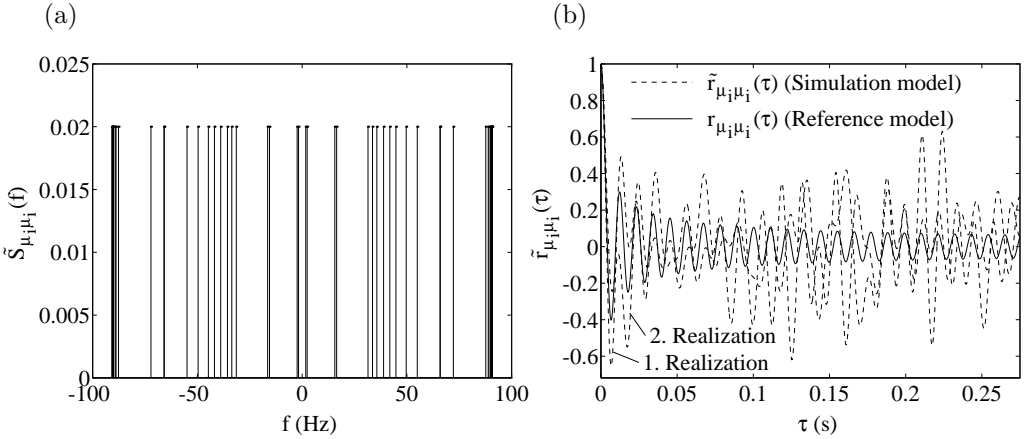 (a)
0.025
0.02
0.015
0.01
0.005
0
-100
-50
0
50
100
f (Hz)
S̃μiμi(f)
(b)
1
0.8
0.6
0.4
0.2
0
-0.2
-0.4
-0.6
0
0.05
0.1
0.15
0.2
0.25
τ (s)
r̃μiμi(τ)
r̃μiμi(τ) (Simulation model)
rμiμi(τ) (Reference model)
2. Realization
1. Realization